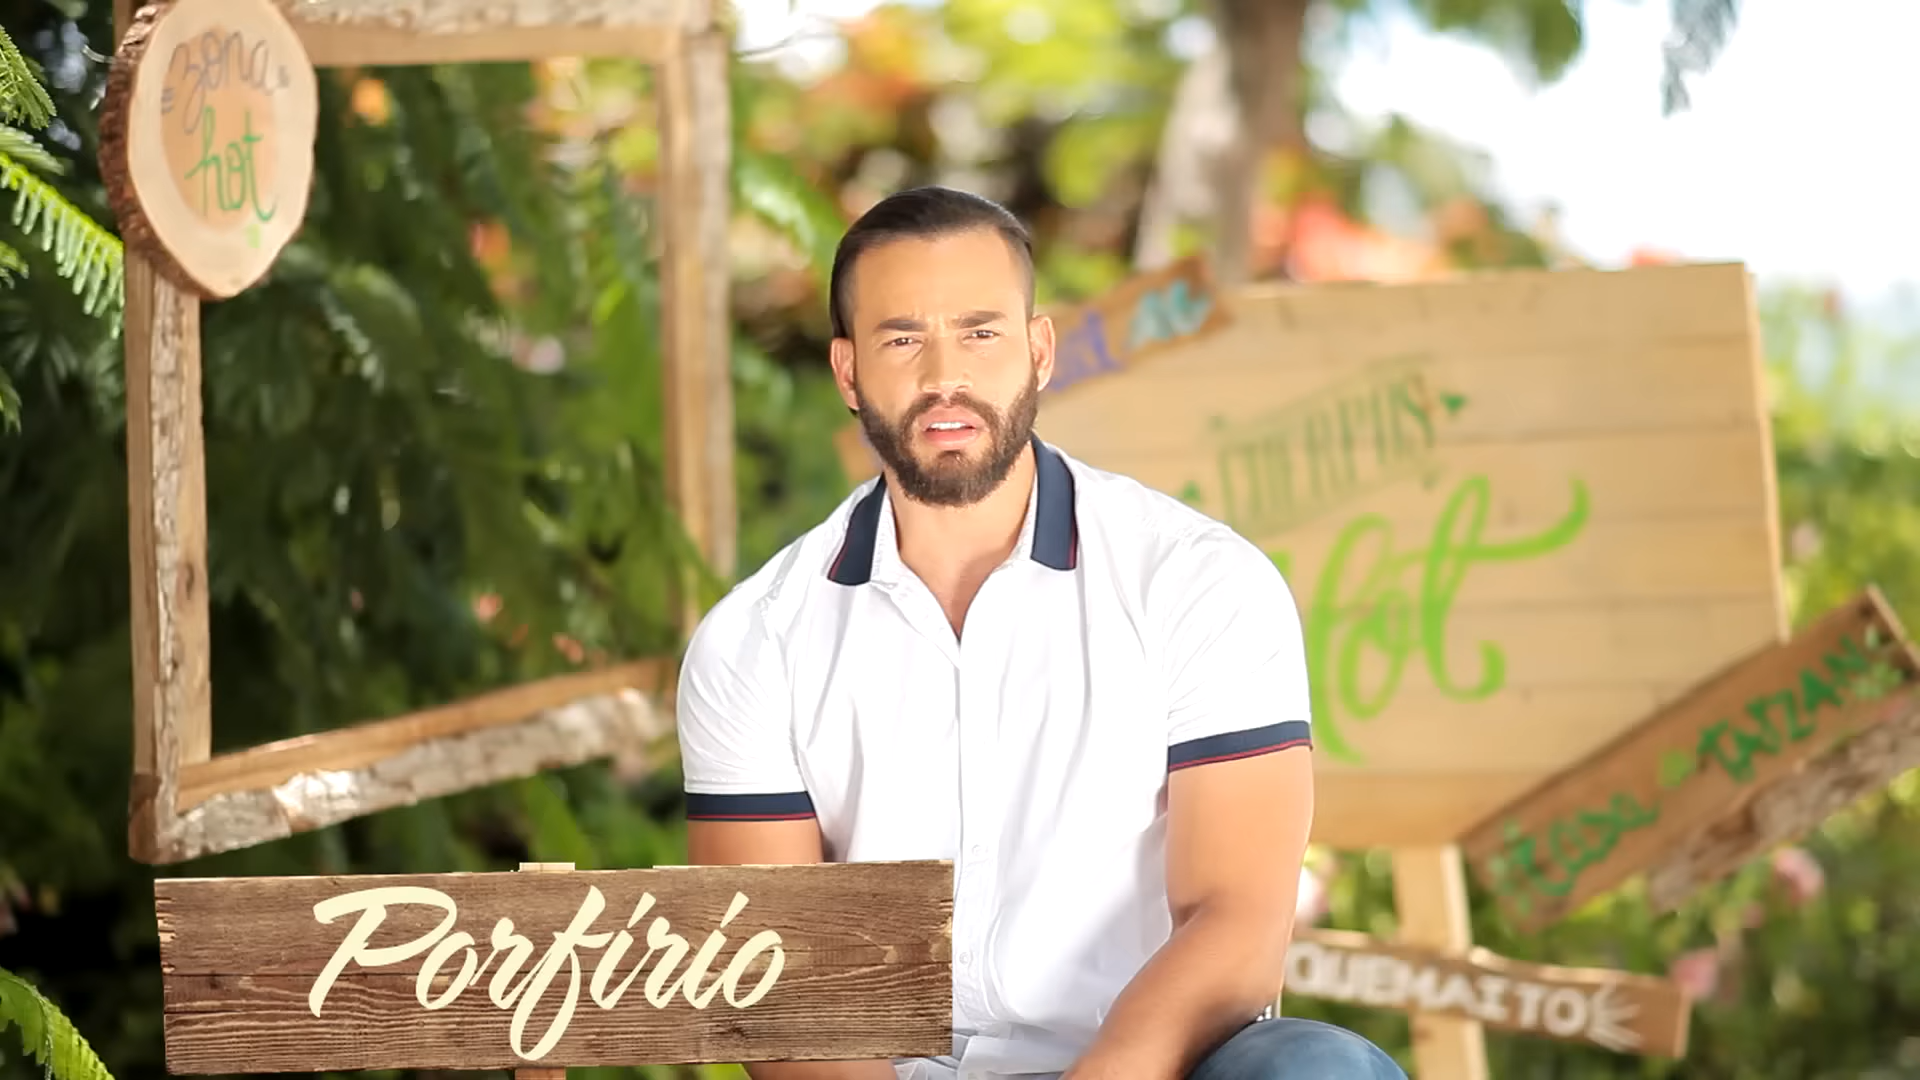 zona
hot
CUERPOS
Hot
TARZAN
QUEMAITO
Porfirio